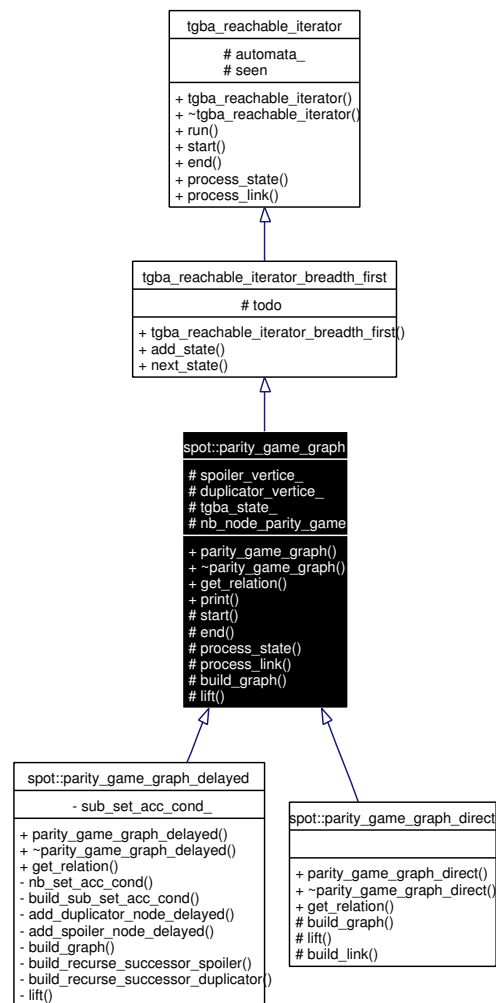 tgba_reachable_iterator
# automata_
# seen
+ tgba_reachable_iterator()
+ ~tgba_reachable_iterator()
+ run()
+ start()
+ end()
+ process_state()
+ process_link()
tgba_reachable_iterator_breadth_first
# todo
+ tgba_reachable_iterator_breadth_first()
+ add_state()
+ next_state()
spot::parity_game_graph
# spoiler_vertice_
# duplicator_vertice_
# tgba_state_
# nb_node_parity_game
+ parity_game_graph()
+ ~parity_game_graph()
+ get_relation()
+ print()
# start()
# end()
# process_state()
# process_link()
# build_graph()
# lift()
spot::parity_game_graph_delayed
- sub_set_acc_cond_
+ parity_game_graph_delayed()
+ ~parity_game_graph_delayed()
+ get_relation()
- nb_set_acc_cond()
- build_sub_set_acc_cond()
- add_duplicator_node_delayed()
- add_spoiler_node_delayed()
- build_graph()
- build_recurse_successor_spoiler()
- build_recurse_successor_duplicator()
- lift()
spot::parity_game_graph_direct
+ parity_game_graph_direct()
+ ~parity_game_graph_direct()
+ get_relation()
# build_graph()
# lift()
# build_link()